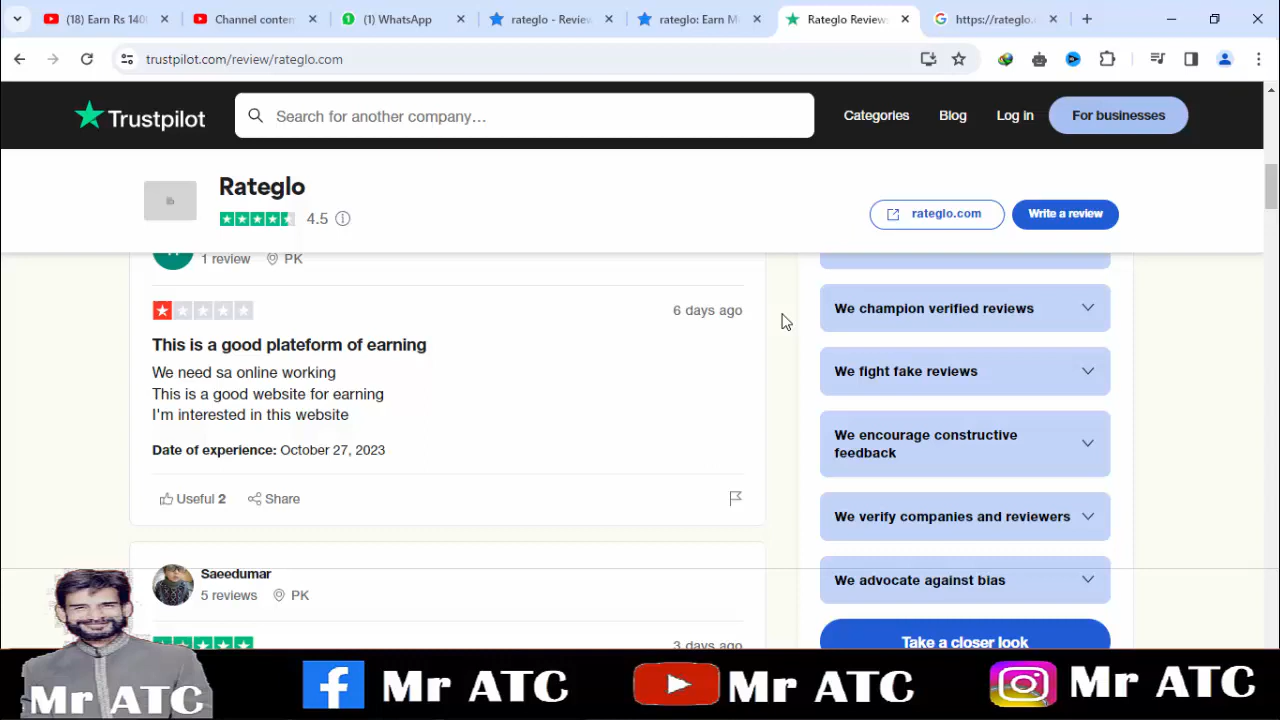 (18) Earn Rs 140
Channel conten
(1) WhatsApp
rateglo - Review
rateglo: Earn M
Rateglo Reviews
https://rateglo.c
trustpilot.com/review/rateglo.com
Trustpilot
Search for another company…
Categories
Blog
Log in
For businesses
Rateglo
4.5
rateglo.com
Write a review
1 review
PK
6 days ago
This is a good plateform of earning
We need sa online working
This is a good website for earning
I'm interested in this website
Date of experience: October 27, 2023
Useful 2
Share
Saeedumar
5 reviews
PK
3 days ago
We champion verified reviews
We fight fake reviews
We encourage constructive
feedback
We verify companies and reviewers
We advocate against bias
Take a closer look
Mr ATC
Mr ATC
Mr ATC
Mr ATC